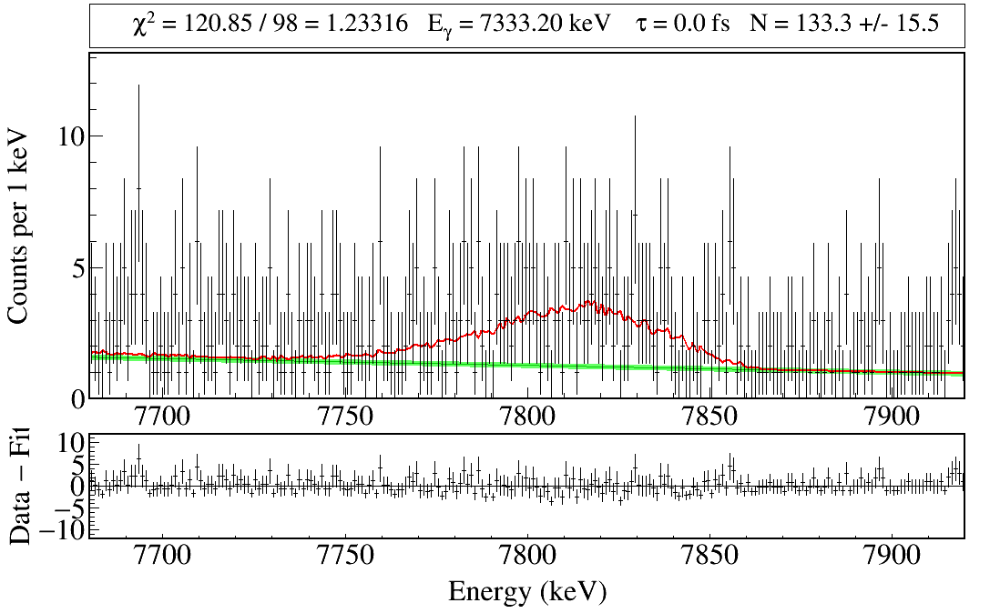 χ² = 120.85 / 98 = 1.23316 Eγ = 7333.20 keV τ = 0.0 fs N = 133.3 +/- 15.5
Counts per 1 keV
10
5
0
7700 7750 7800 7850 7900
Data − Fit
10
5
0
−5
−10
7700 7750 7800 7850 7900
Energy (keV)